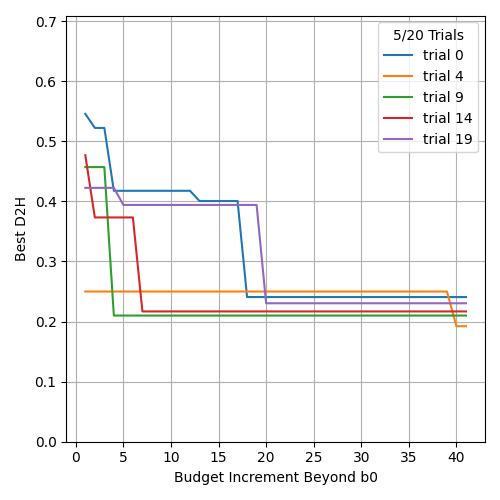 5/20 Trials
trial 0
trial 4
trial 9
trial 14
trial 19
0.7
0.6
0.5
0.4
0.3
0.2
0.1
0.0
Best D2H
0 5 10 15 20 25 30 35 40
Budget Increment Beyond b0